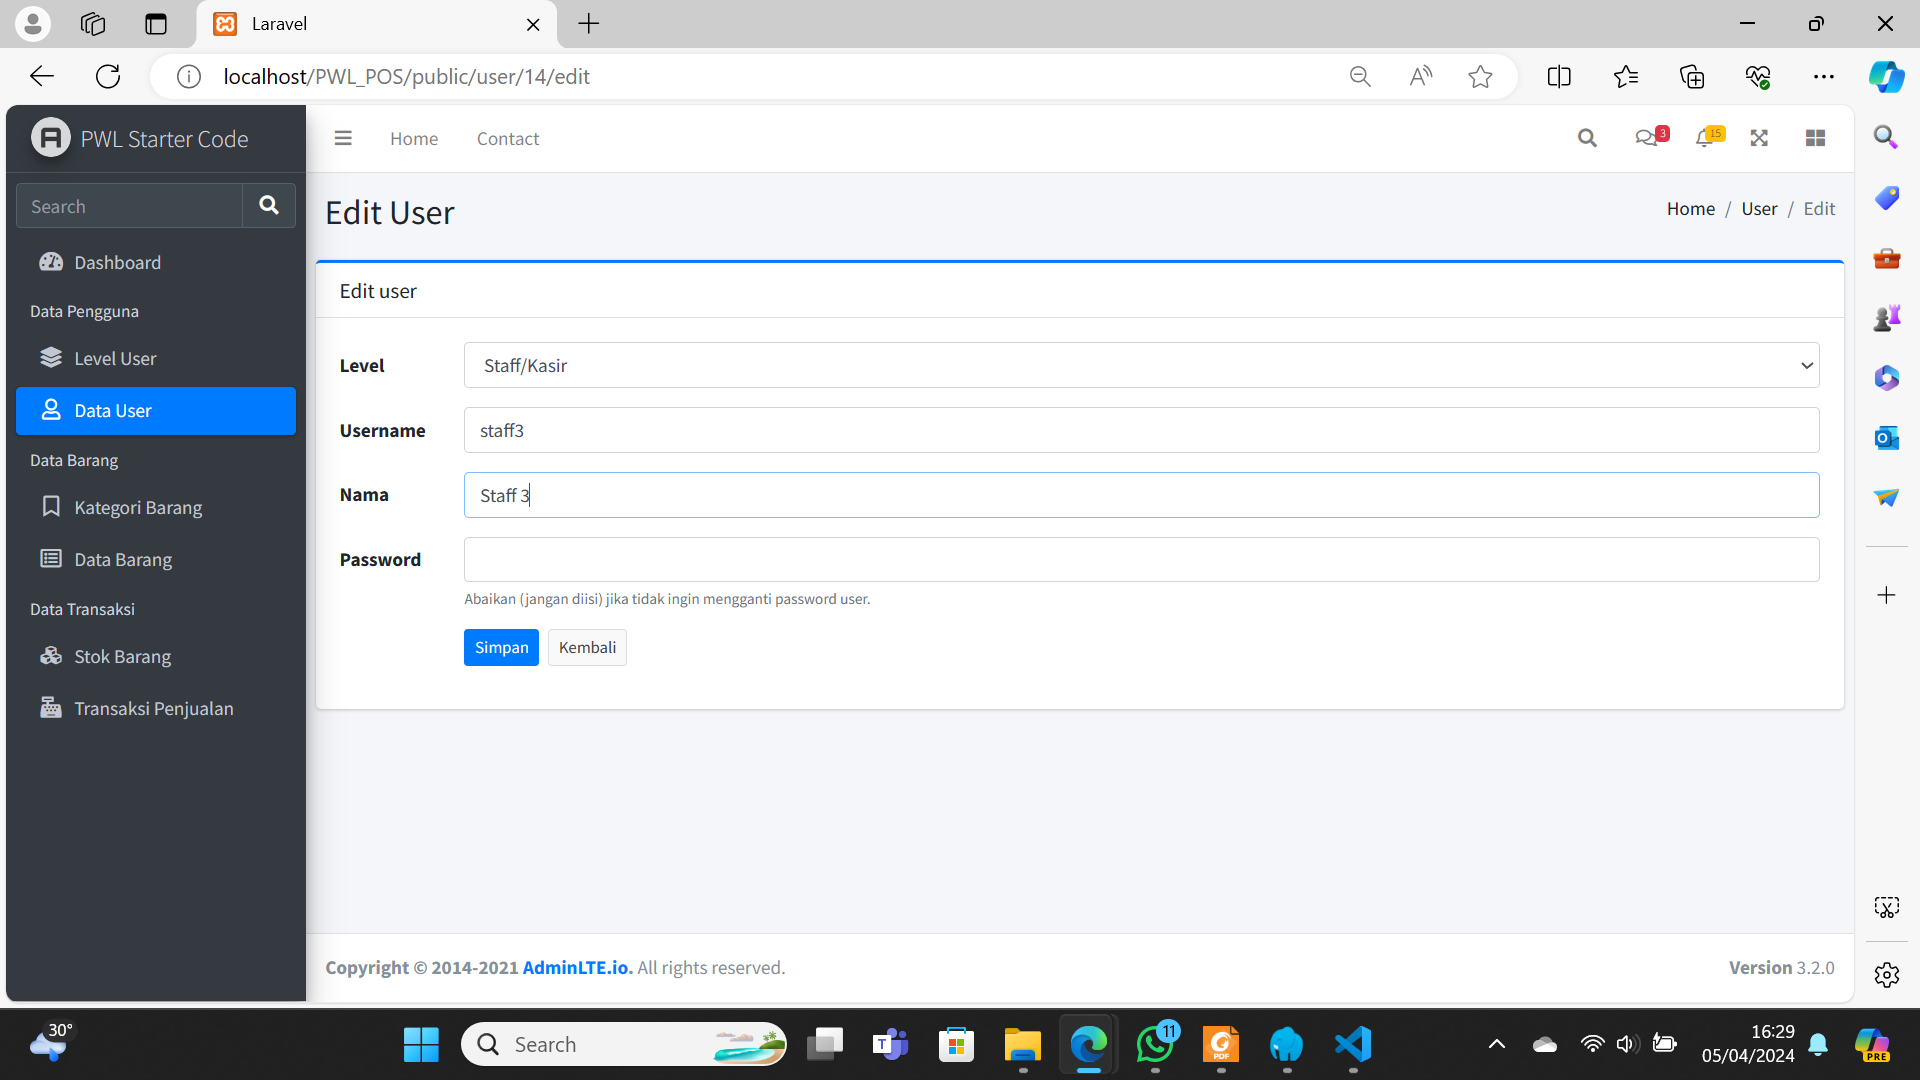 Laravel
localhost/PWL_POS/public/user/14/edit
PWL Starter Code
Home
Contact
3
15
Search
Edit User
Home / User / Edit
Dashboard
Data Pengguna
Level User
Data User
Data Barang
Kategori Barang
Data Barang
Data Transaksi
Stok Barang
Transaksi Penjualan
Edit user
Level
Staff/Kasir
Username
staff3
Nama
Staff 3
Password
Abaikan (jangan diisi) jika tidak ingin mengganti password user.
Simpan
Kembali
Copyright © 2014-2021 AdminLTE.io. All rights reserved.
Version 3.2.0
30°
Search
11
PDF
16:29
05/04/2024
PRE